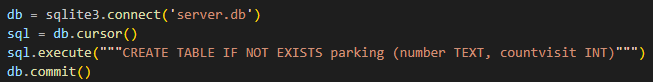 db = sqlite3.connect('server.db')
sql = db.cursor()
sql.execute("""CREATE TABLE IF NOT EXISTS parking (number TEXT, countvisit INT)""")
db.commit()